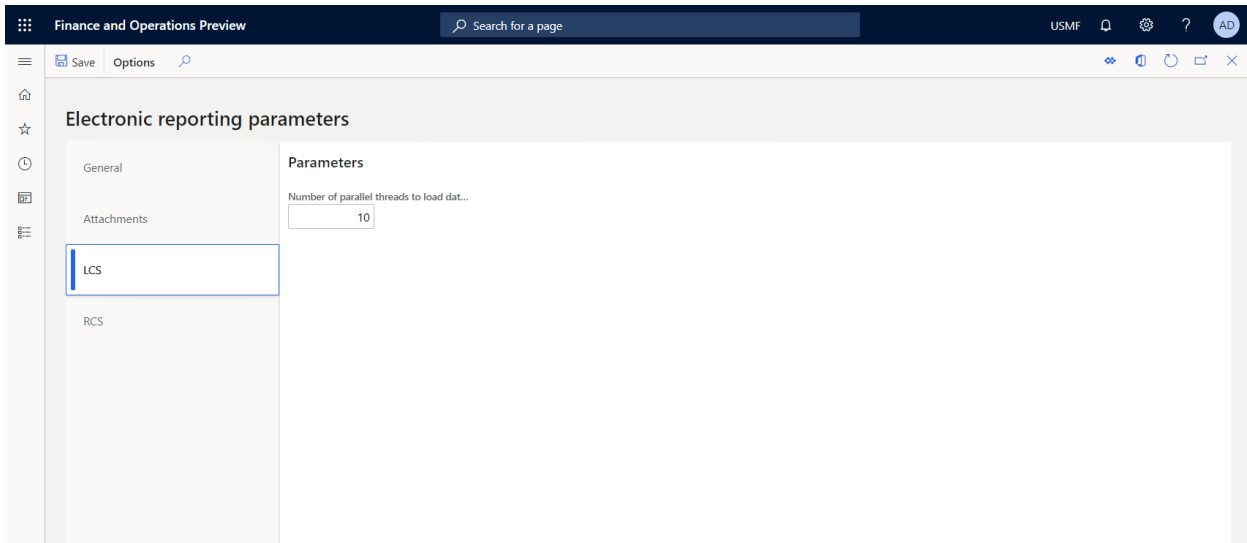 Finance and Operations Preview
Search for a page
USMF
?
AD
Save
Options
Electronic reporting parameters
General
Attachments
LCS
RCS
Parameters
Number of parallel threads to load dat...
10